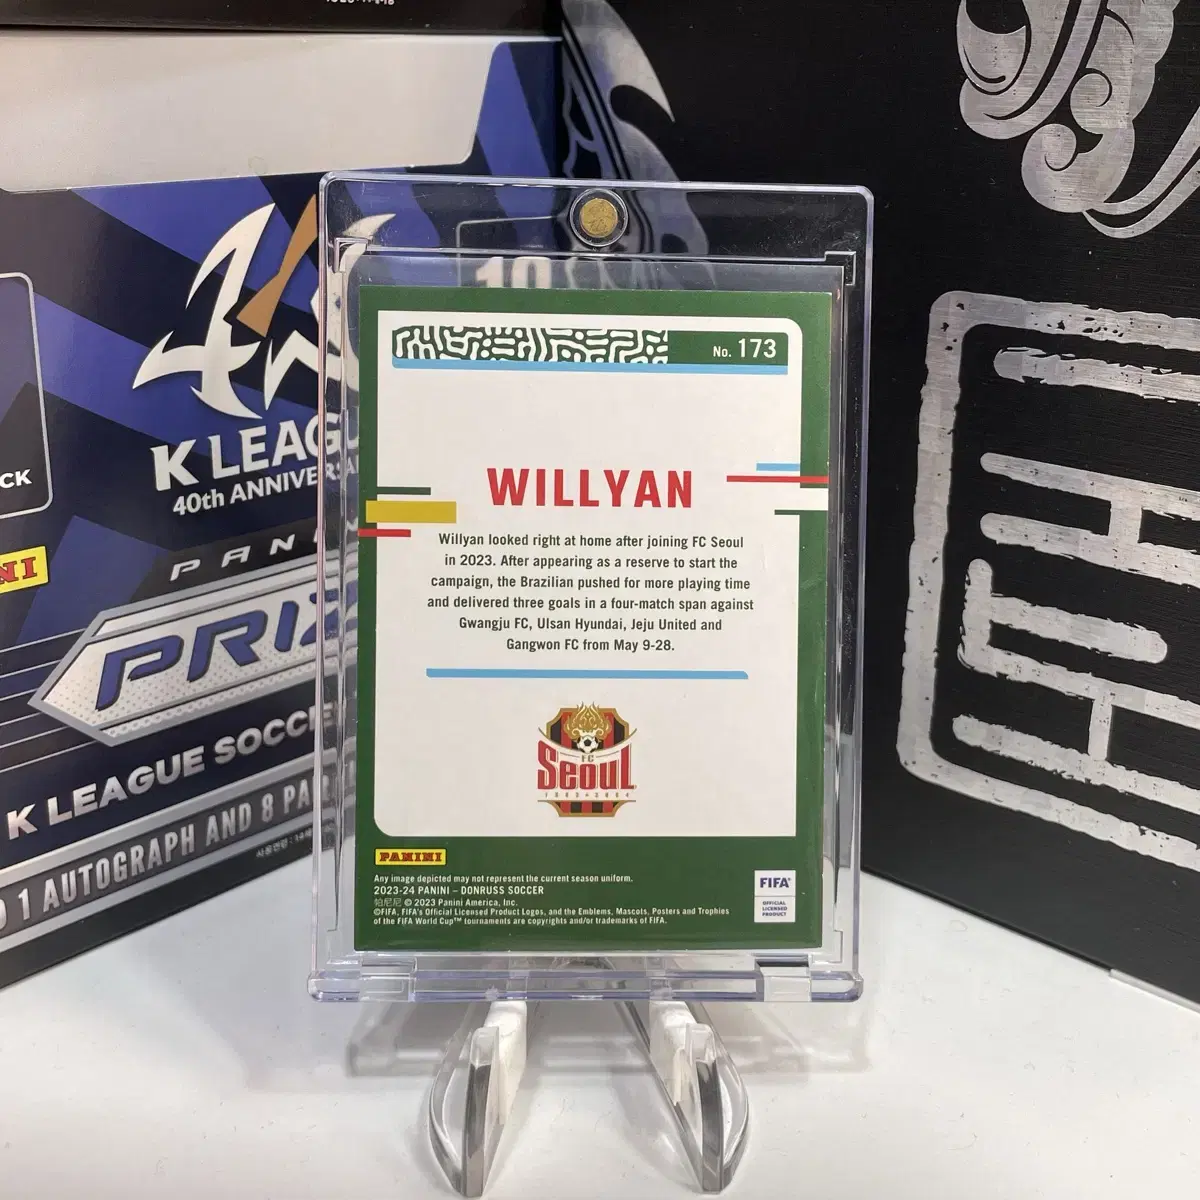 No. 173
WILLYAN
Willyan looked right at home after joining FC Seoul
in 2023. After appearing as a reserve to start the
campaign, the Brazilian pushed for more playing time
and delivered three goals in a four-match span against
Gwangju FC, Ulsan Hyundai, Jeju United and
Gangwon FC from May 9-28.
FC
Seoul
PANINI
Any image depicted may not represent the current season uniform.
2023-24 PANINI – DONRUSS SOCCER
帕尼尼 © 2023 Panini America, Inc.
©FIFA, FIFA's Official Licensed Product Logos, and the Emblems, Mascots, Posters and Trophies
of the FIFA World Cup™ tournaments are copyrights and/or trademarks of FIFA.
FIFA
OFFICIAL
LICENSED
PRODUCT
10
CK
NI
K LEAG
40th ANNIVERSA
PAN
PRIZ
K LEAGUE SOCCE
1 AUTOGRAPH AND 8 PA